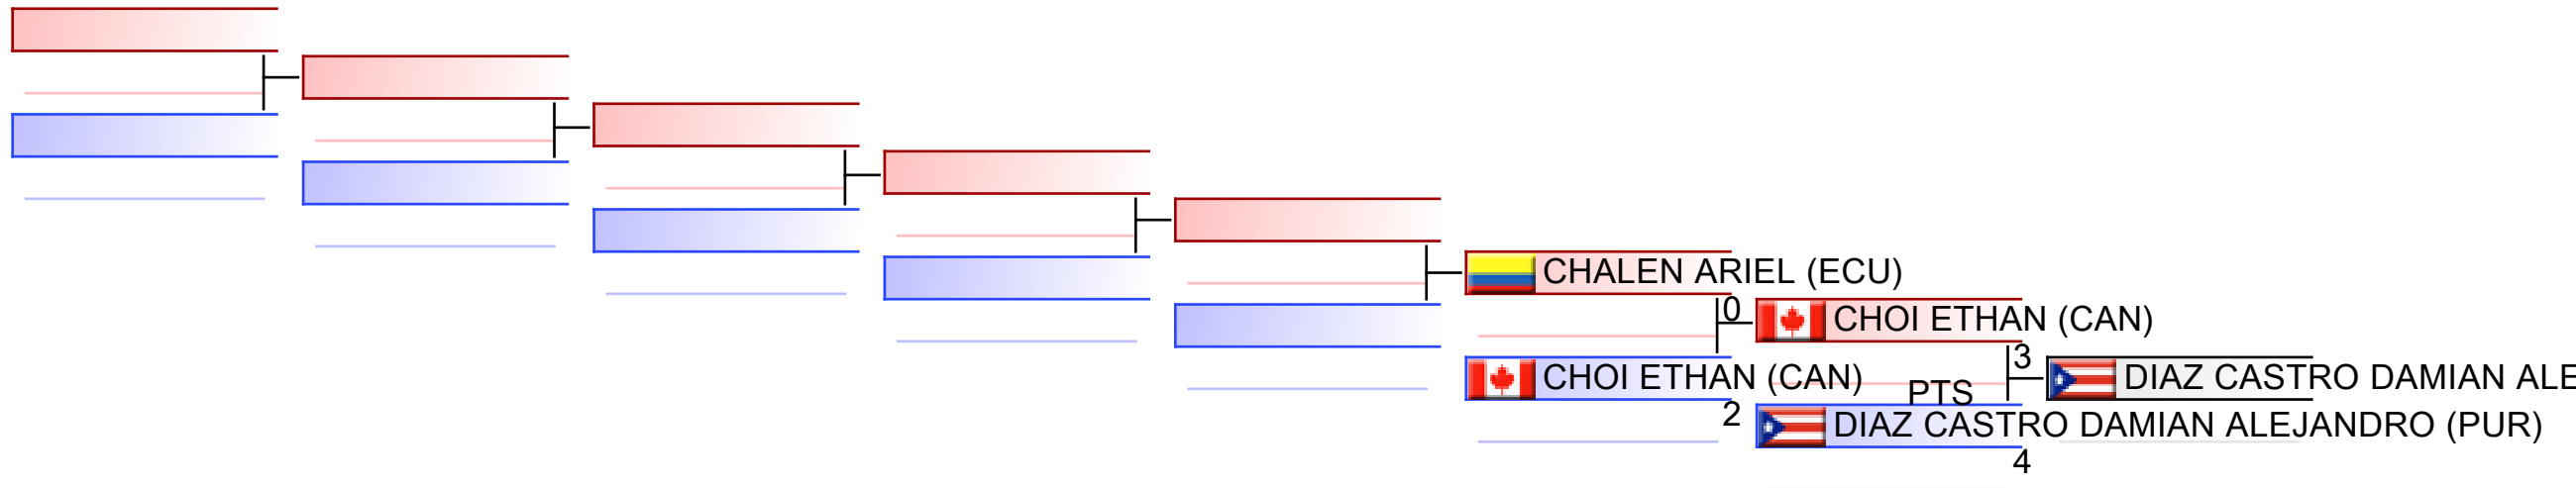 CHALEN ARIEL (ECU)
0
CHOI ETHAN (CAN)
2
CHOI ETHAN (CAN)
3
PTS
DIAZ CASTRO DAMIAN ALEJANDRO (PUR)
4
DIAZ CASTRO DAMIAN ALE